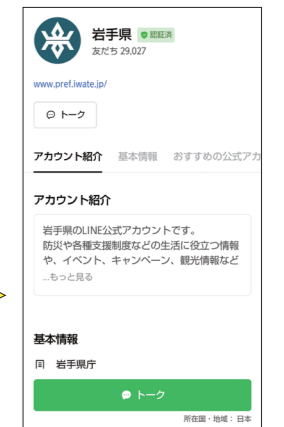 岩手県 認証済
友だち 29,027
www.pref.iwate.jp/
トーク
アカウント紹介 基本情報 おすすめの公式アカ
アカウント紹介
岩手県のLINE公式アカウントです。
防災や各種支援制度などの生活に役立つ情報
や、イベント、キャンペーン、観光情報など
...もっと見る
基本情報
岩手県庁
トーク
所在国・地域： 日本